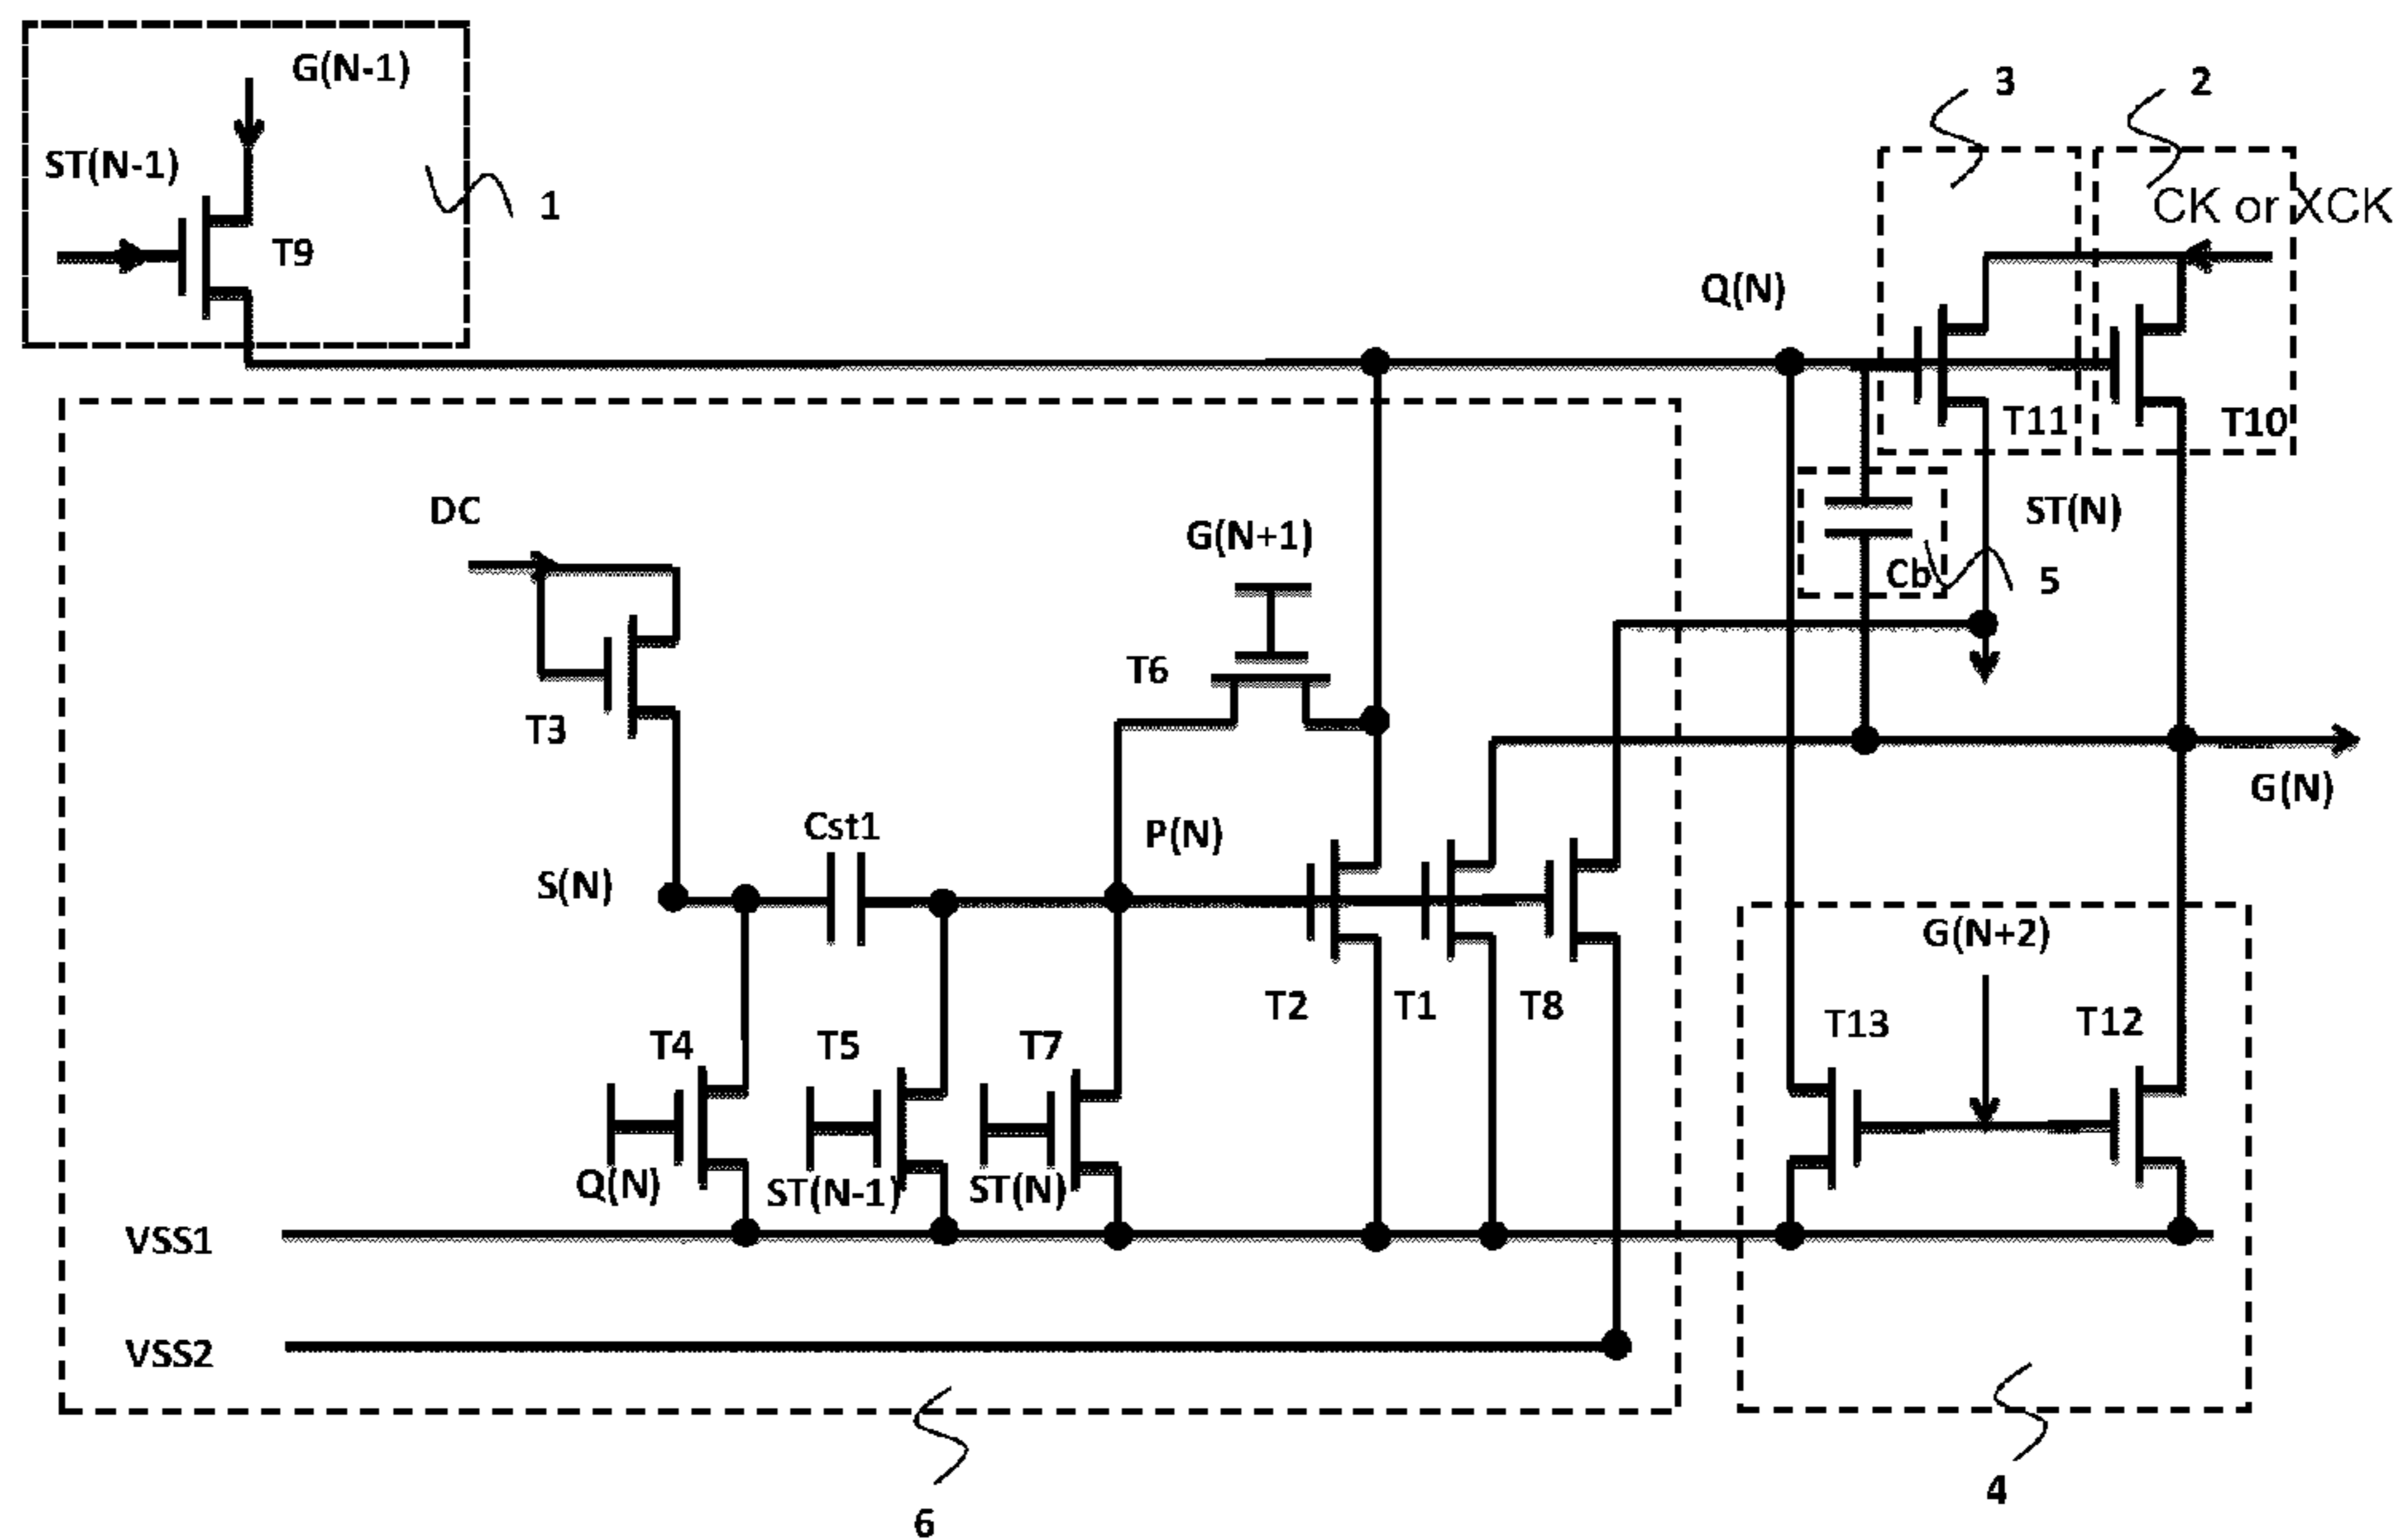 G(N-1)
ST(N-1)
T9
1
3
2
CK or XCK
Q(N)
T11
T10
DC
G(N+1)
ST(N)
Cb
5
T6
T3
G(N)
Cst1
P(N)
S(N)
G(N+2)
T2
T1
T8
T13
T12
T4
T5
T7
Q(N)
ST(N-1)
ST(N)
VSS1
VSS2
4
6